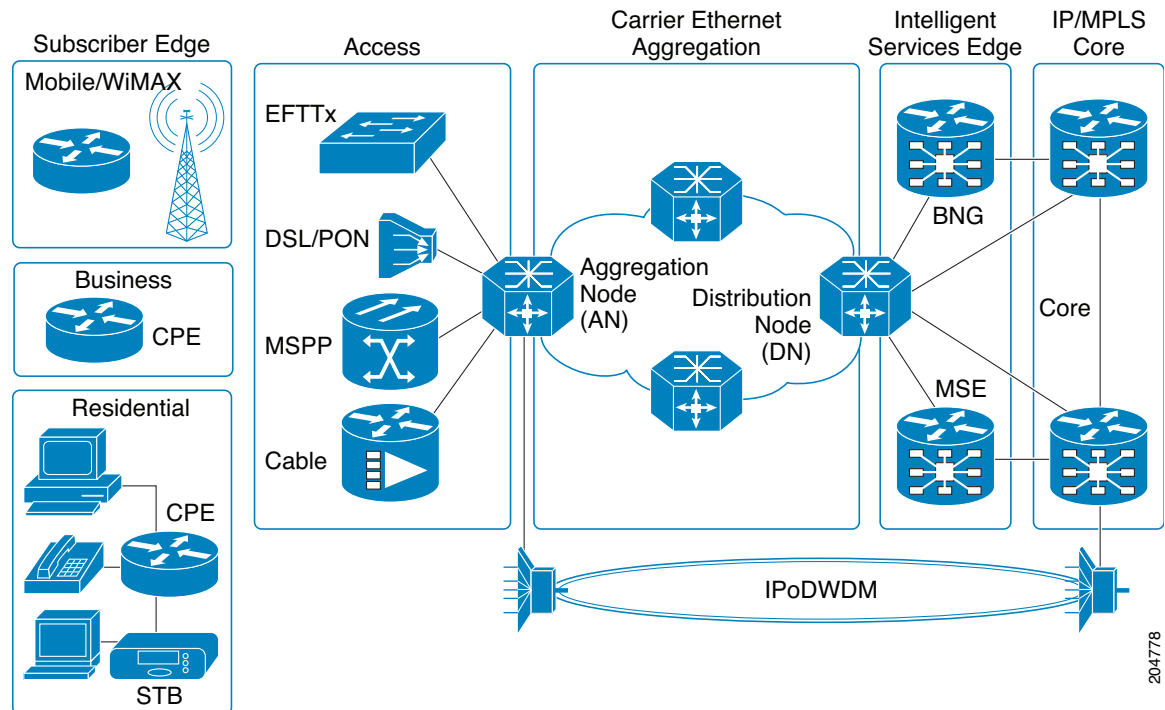 Subscriber Edge
Mobile/WiMAX
Business
CPE
Residential
CPE
STB
Access
EFTTx
DSL/PON
MSPP
Cable
Carrier Ethernet
Aggregation
Aggregation
Node
(AN)
Distribution
Node
(DN)
Intelligent
Services Edge
BNG
MSE
IP/MPLS
Core
Core
IPoDWDM
204778